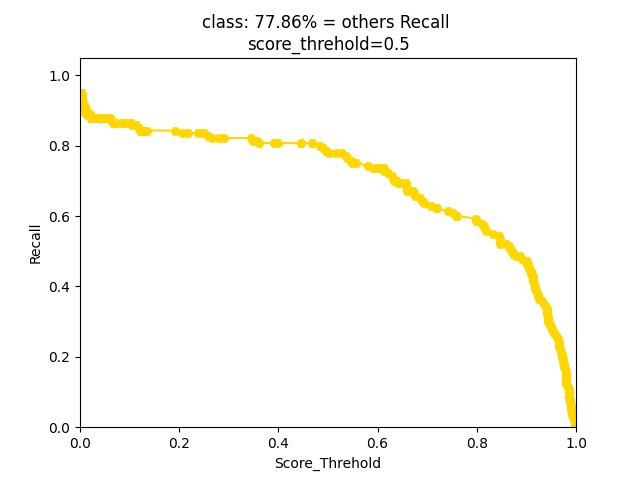 class: 77.86% = others Recall
score_threhold=0.5
1.0
0.8
0.6
0.4
0.2
0.0
Recall
0.0 0.2 0.4 0.6 0.8 1.0
Score_Threhold